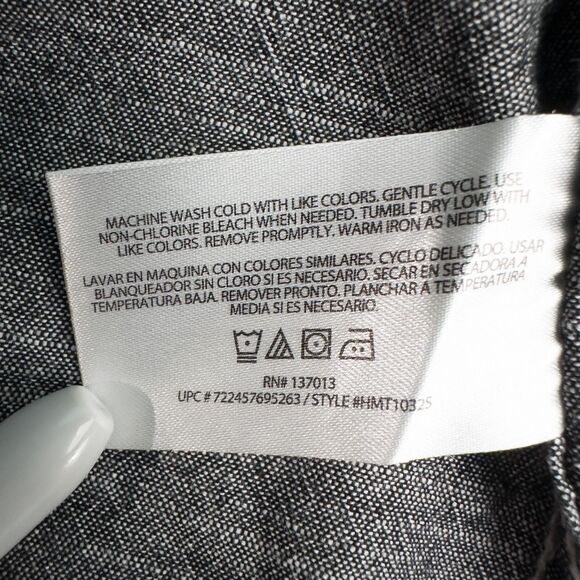 MACHINE WASH COLD WITH LIKE COLORS. GENTLE CYCLE. USE
NON-CHLORINE BLEACH WHEN NEEDED. TUMBLE DRY LOW WITH
LIKE COLORS. REMOVE PROMPTLY. WARM IRON AS NEEDED.
LAVAR EN MAQUINA CON COLORES SIMILARES. CYCLO DELICADO. USAR
BLANQUEADOR SIN CLORO SI ES NECESARIO. SECAR EN SECADORA A
TEMPERATURA BAJA. REMOVER PRONTO. PLANCHAR A TEMPERATURA
MEDIA SI ES NECESARIO.
RN# 137013
UPC # 722457695263 / STYLE #HMT10325